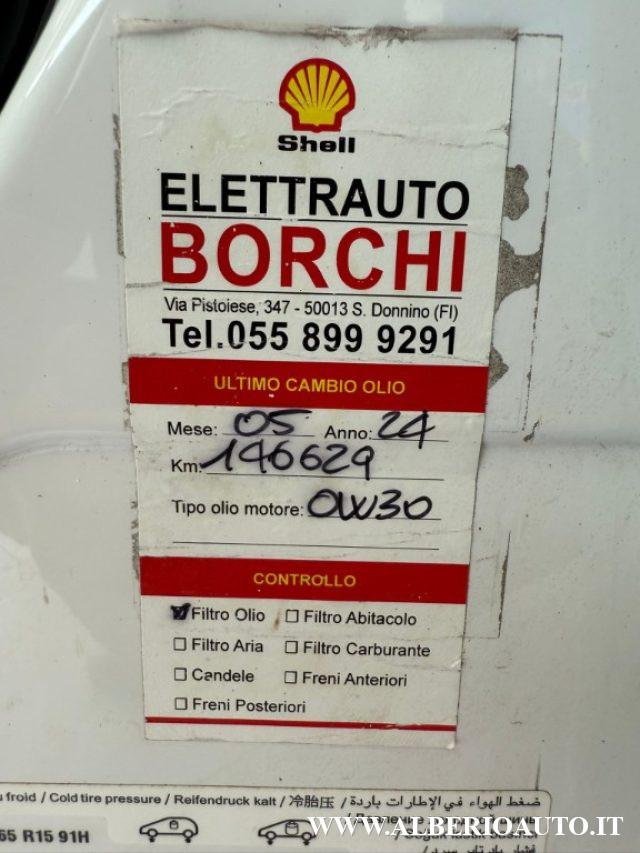 Shell
ELETTRAUTO
BORCHI
Via Pistoiese, 347 - 50013 S. Donnino (FI)
Tel.055 899 9291
ULTIMO CAMBIO OLIO
Mese: 05 Anno: 24
Km: 146629
Tipo olio motore: 0W30
CONTROLLO
Filtro Olio Filtro Abitacolo
Filtro Aria Filtro Carburante
Candele Freni Anteriori
Freni Posteriori
froid / Cold tire pressure / Reifendruck kalt / 冷胎压 / ضغط الهواء في الإطارات باردة
65 R15 91H
WWW.ALBERIOAUTO.IT